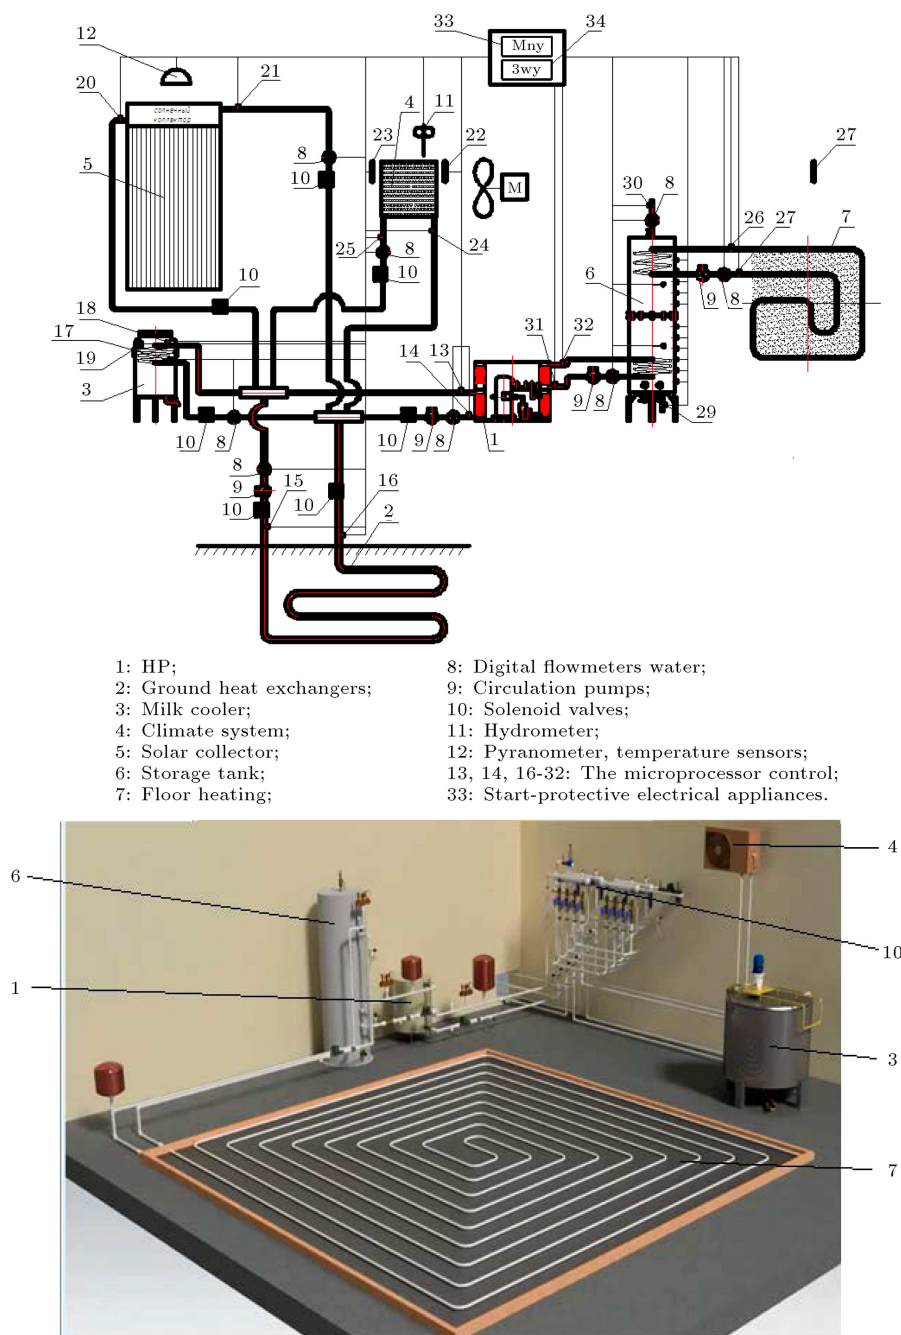 33
34
12
Мпу
Зwy
20
21
солнечный
коллектор
4
11
23
22
27
8
5
10
M
30
8
26
27
7
25
8
24
10
6
9
8
10
18
17
19
14
13
31
32
3
10
8
10
9
8
1
9
8
29
8
9
15
16
10
10
2
1: HP;
2: Ground heat exchangers;
3: Milk cooler;
4: Climate system;
5: Solar collector;
6: Storage tank;
7: Floor heating;
8: Digital flowmeters water;
9: Circulation pumps;
10: Solenoid valves;
11: Hydrometer;
12: Pyranometer, temperature sensors;
13, 14, 16-32: The microprocessor control;
33: Start-protective electrical appliances.
4
6
10
1
3
7